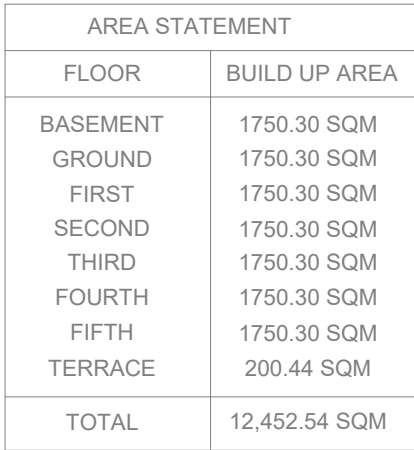 AREA STATEMENT
FLOOR BUILD UP AREA
BASEMENT 1750.30 SQM
GROUND 1750.30 SQM
FIRST 1750.30 SQM
SECOND 1750.30 SQM
THIRD 1750.30 SQM
FOURTH 1750.30 SQM
FIFTH 1750.30 SQM
TERRACE 200.44 SQM
TOTAL 12,452.54 SQM